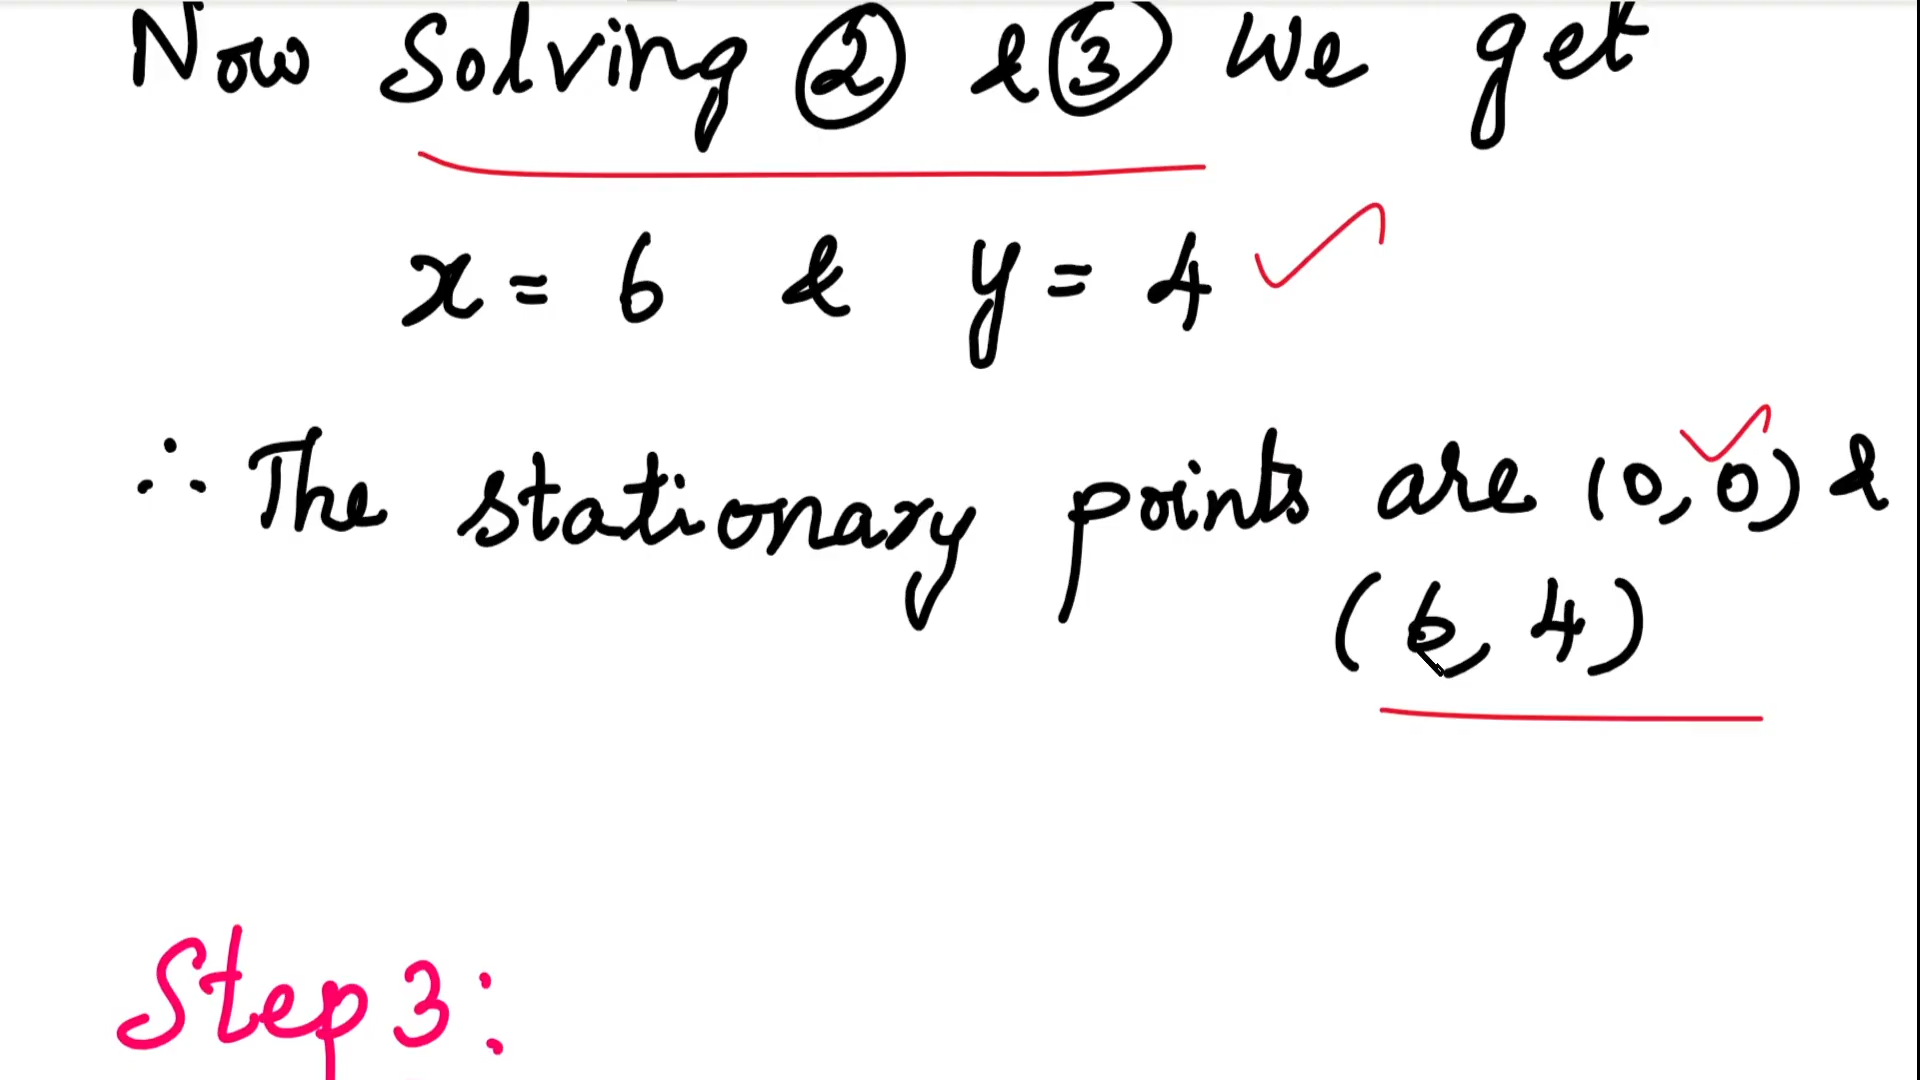 Now Solving ② & ③ We get
x = 6 & y = 4 ✓
∴ The stationary points are (0, 0) &
(6, 4)
Step 3: